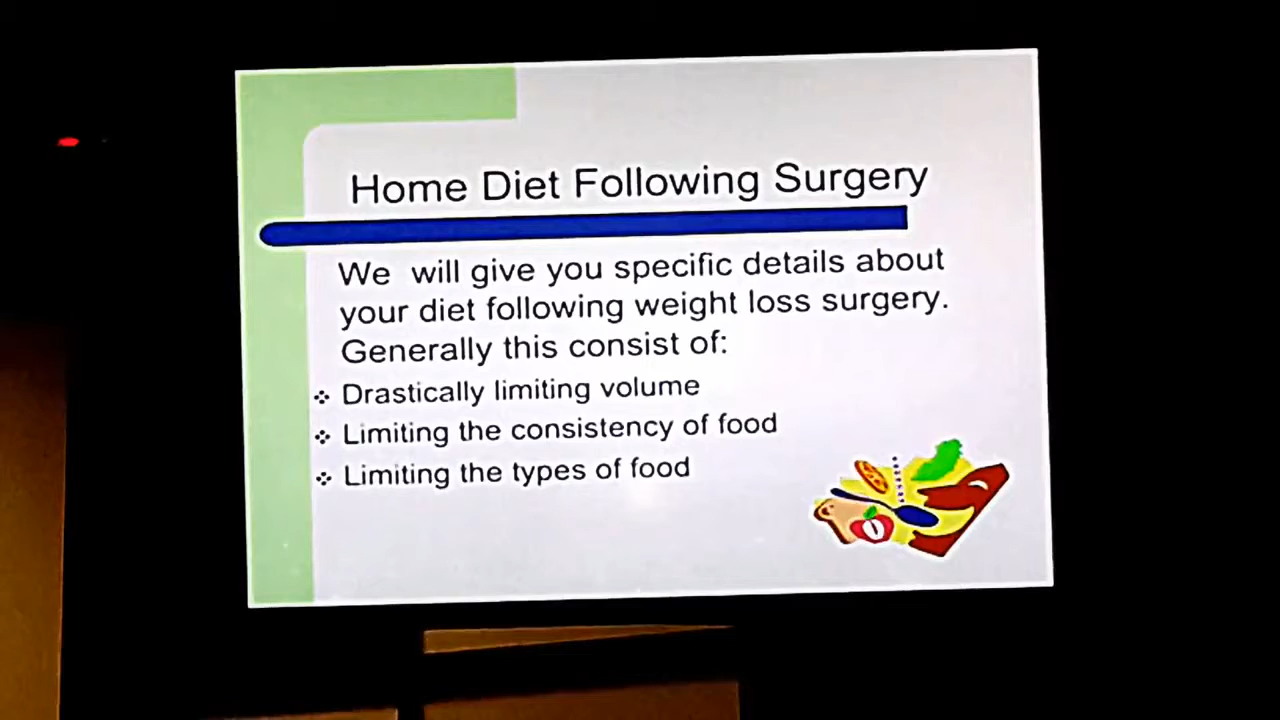 Home Diet Following Surgery
We will give you specific details about
your diet following weight loss surgery.
Generally this consist of:
Drastically limiting volume
Limiting the consistency of food
Limiting the types of food